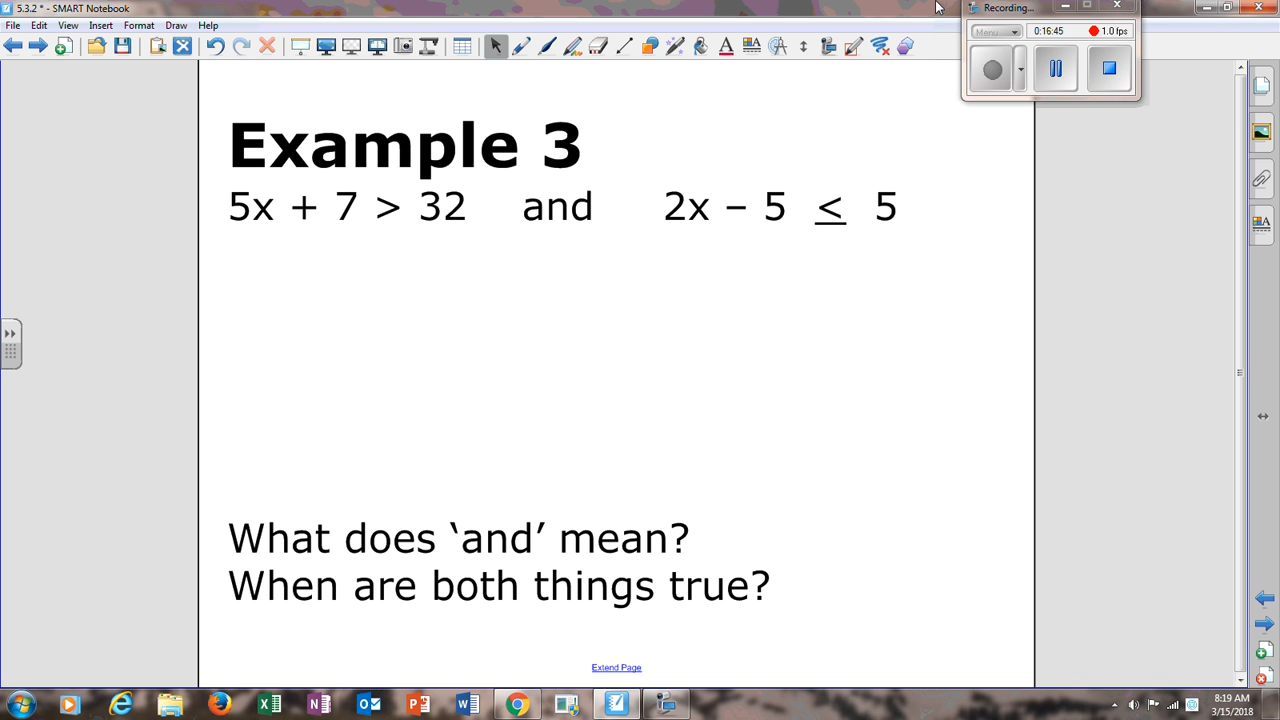 5.3.2 * - SMART Notebook
Recording...
File Edit View Insert Format Draw Help
Menu 0:16:45 1.0 fps
Example 3
5x + 7 > 32 and 2x – 5 ≤ 5
What does ‘and’ mean?
When are both things true?
Extend Page
8:19 AM
3/15/2018